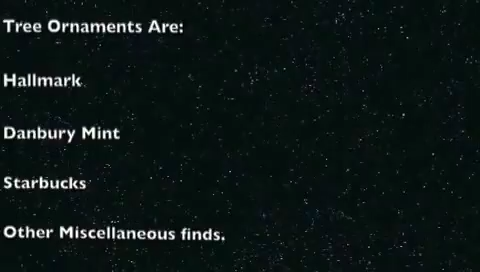 Tree Ornaments Are:
Hallmark
Danbury Mint
Starbucks
Other Miscellaneous finds.